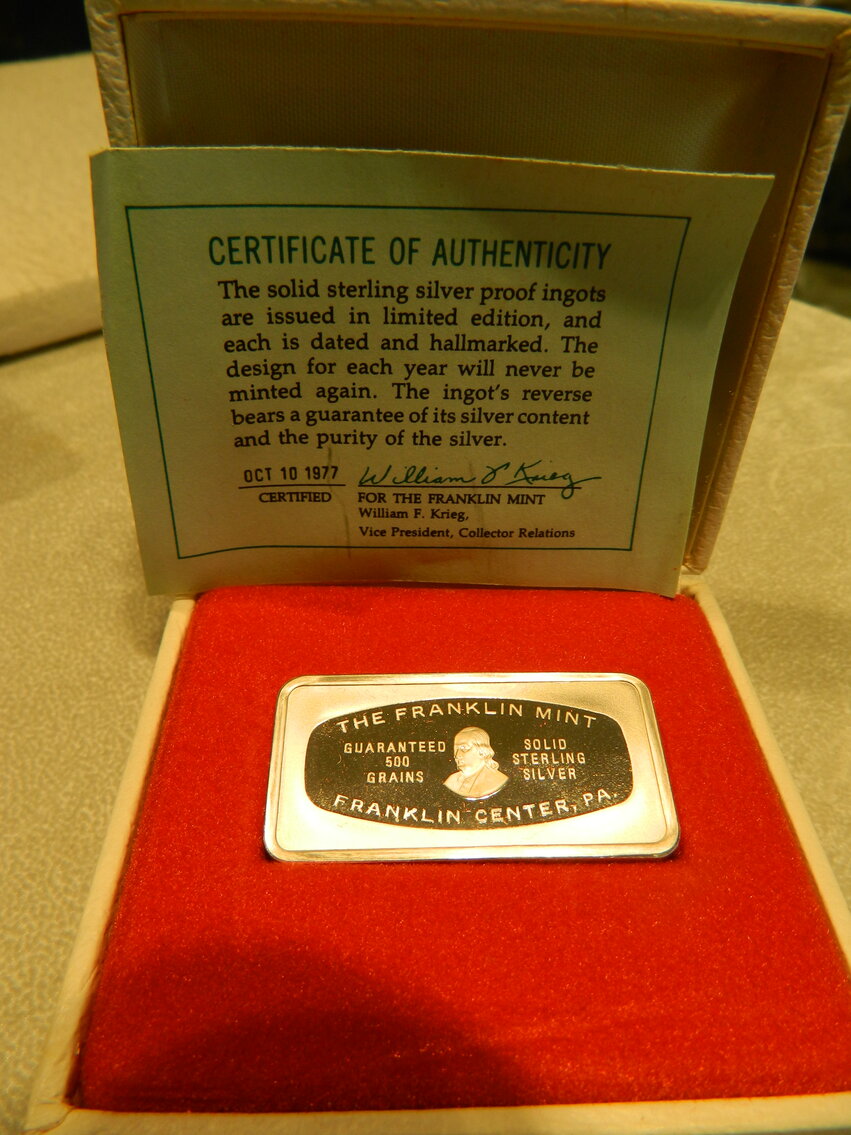 CERTIFICATE OF AUTHENTICITY
The solid sterling silver proof ingots
are issued in limited edition, and
each is dated and hallmarked. The
design for each year will never be
minted again. The ingot's reverse
bears a guarantee of its silver content
and the purity of the silver.
OCT 10 1977 William F Krieg
CERTIFIED FOR THE FRANKLIN MINT
William F. Krieg,
Vice President, Collector Relations
THE FRANKLIN MINT
GUARANTEED
500
GRAINS
SOLID
STERLING
SILVER
FRANKLIN CENTER, PA.